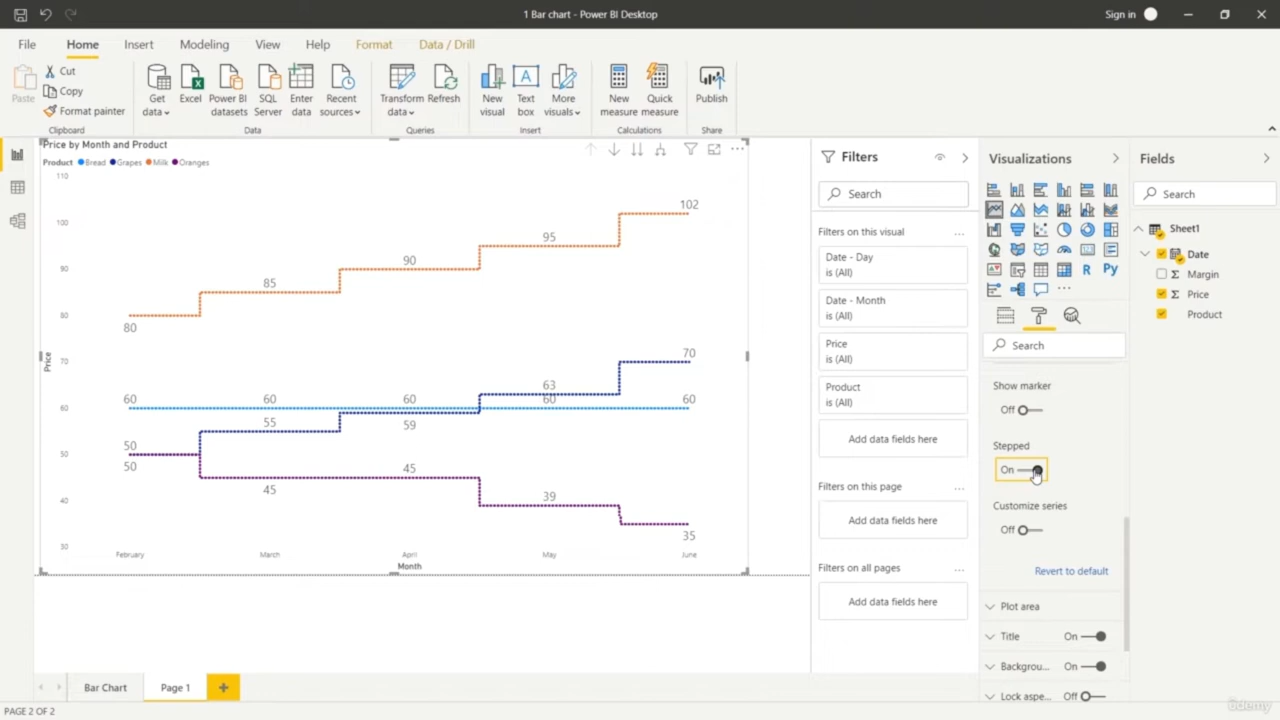 1 Bar chart - Power BI Desktop
Sign in
File Home Insert Modeling View Help Format Data / Drill
Paste
Cut
Copy
Format painter
Clipboard
Get data
Excel
Power BI datasets
SQL Server
Enter data
Recent sources
Data
Transform data
Refresh
Queries
New visual
Text box
More visuals
Insert
New measure
Quick measure
Calculations
Publish
Share
Price by Month and Product
Product Bread Grapes Milk Oranges
110
100
90
80
70
60
50
40
30
Price
80 85 90 95 102
60 60 60 60 60
50 55 59 63 70
50 45 45 39 35
February March April May June
Month
Filters
Search
Filters on this visual ...
Date - Day
is (All)
Date - Month
is (All)
Price
is (All)
Product
is (All)
Add data fields here
Filters on this page ...
Add data fields here
Filters on all pages ...
Add data fields here
Visualizations
R Py
...
Search
Show marker
Off
Stepped
On
Customize series
Off
Revert to default
Plot area
Title On
Backgrou... On
Lock aspe... Off
Fields
Search
Sheet1
Date
Σ Margin
Σ Price
Product
Bar Chart
Page 1
+
PAGE 2 OF 2
ûdemy